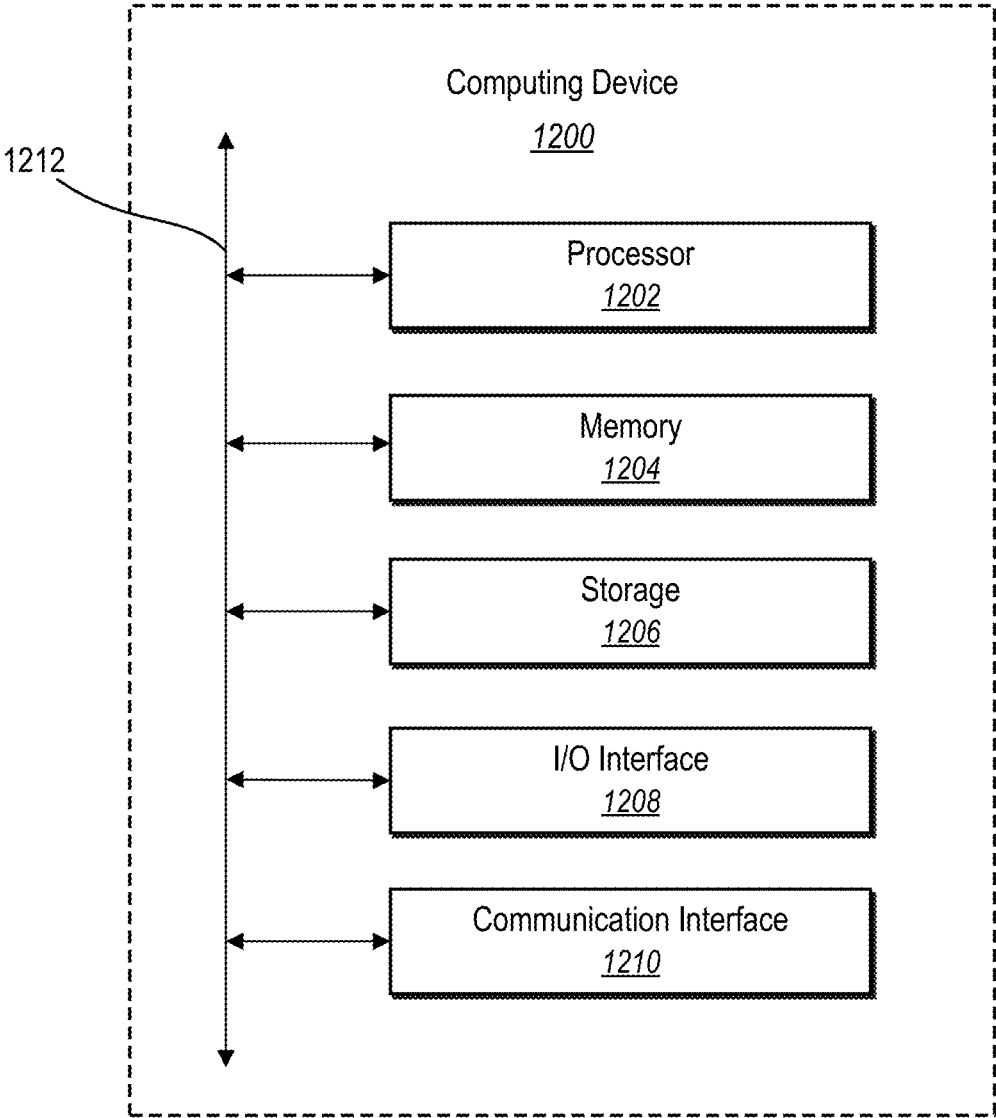 Computing Device
1200
1212
Processor
1202
Memory
1204
Storage
1206
I/O Interface
1208
Communication Interface
1210